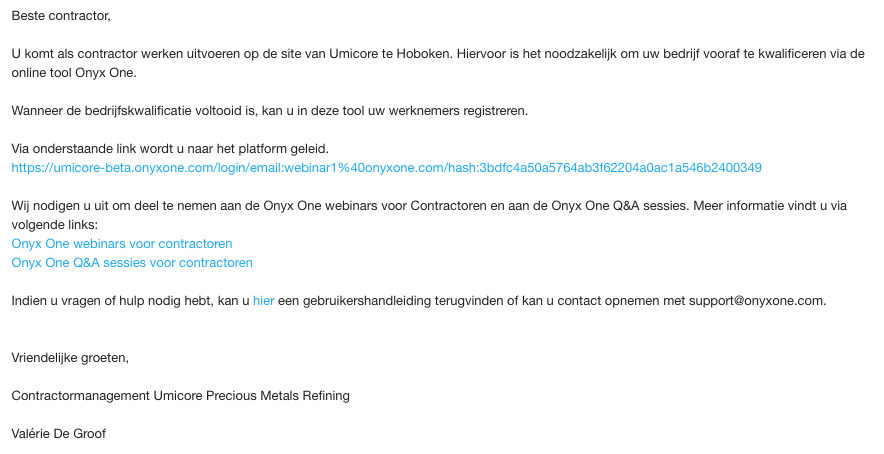 Beste contractor,
U komt als contractor werken uitvoeren op de site van Umicore te Hoboken. Hiervoor is het noodzakelijk om uw bedrijf vooraf te kwalificeren via de
online tool Onyx One.
Wanneer de bedrijfskwalificatie voltooid is, kan u in deze tool uw werknemers registreren.
Via onderstaande link wordt u naar het platform geleid.
https://umicore-beta.onyxone.com/login/email:webinar1%40onyxone.com/hash:3bdfc4a50a5764ab3f62204a0ac1a546b2400349
Wij nodigen u uit om deel te nemen aan de Onyx One webinars voor Contractoren en aan de Onyx One Q&A sessies. Meer informatie vindt u via
volgende links:
Onyx One webinars voor contractoren
Onyx One Q&A sessies voor contractoren
Indien u vragen of hulp nodig hebt, kan u hier een gebruikershandleiding terugvinden of kan u contact opnemen met support@onyxone.com.
Vriendelijke groeten,
Contractormanagement Umicore Precious Metals Refining
Valérie De Groof